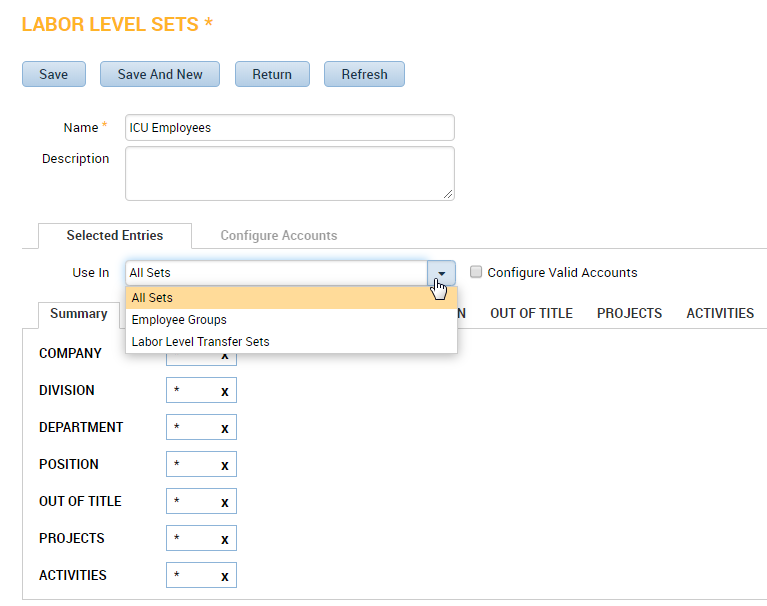 LABOR LEVEL SETS *
Save Save And New Return Refresh
Name * ICU Employees
Description
Selected Entries Configure Accounts
Use In All Sets Configure Valid Accounts
All Sets
Employee Groups
Labor Level Transfer Sets
Summary N OUT OF TITLE PROJECTS ACTIVITIES
COMPANY x
DIVISION * x
DEPARTMENT * x
POSITION * x
OUT OF TITLE * x
PROJECTS * x
ACTIVITIES * x